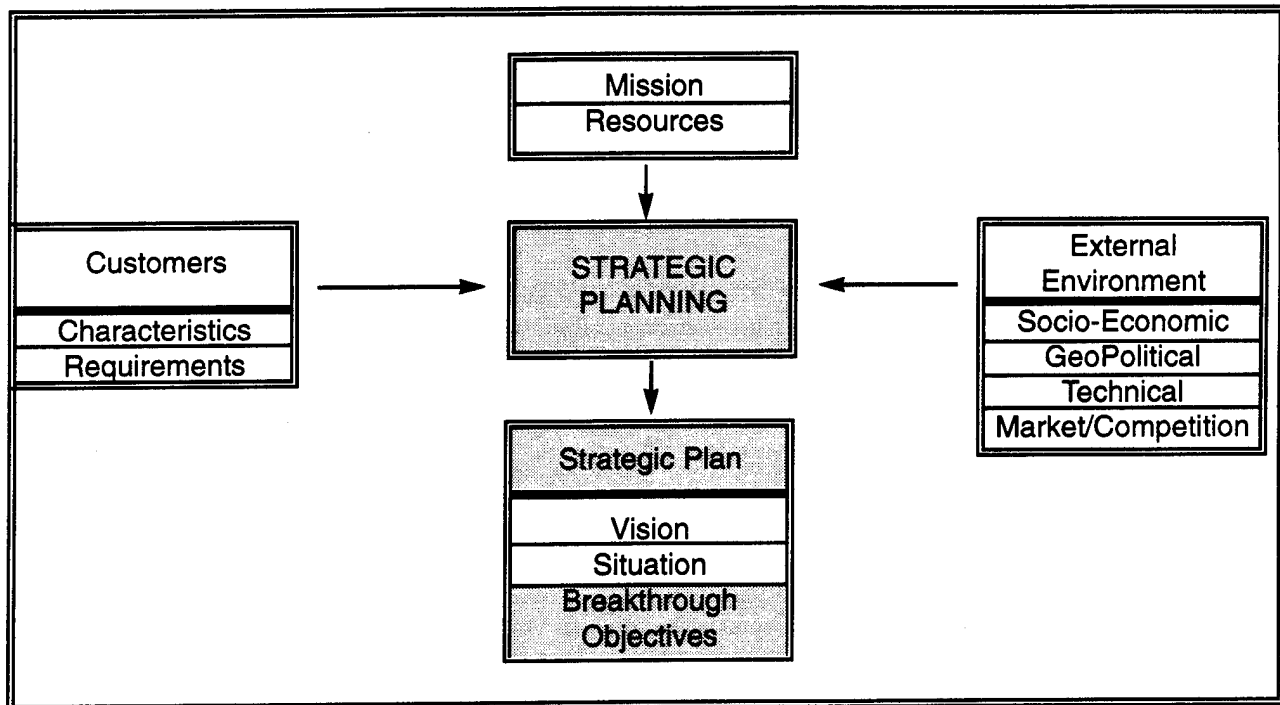 Mission
Resources
Customers
Characteristics
Requirements
STRATEGIC
PLANNING
External
Environment
Socio-Economic
GeoPolitical
Technical
Market/Competition
Strategic Plan
Vision
Situation
Breakthrough
Objectives